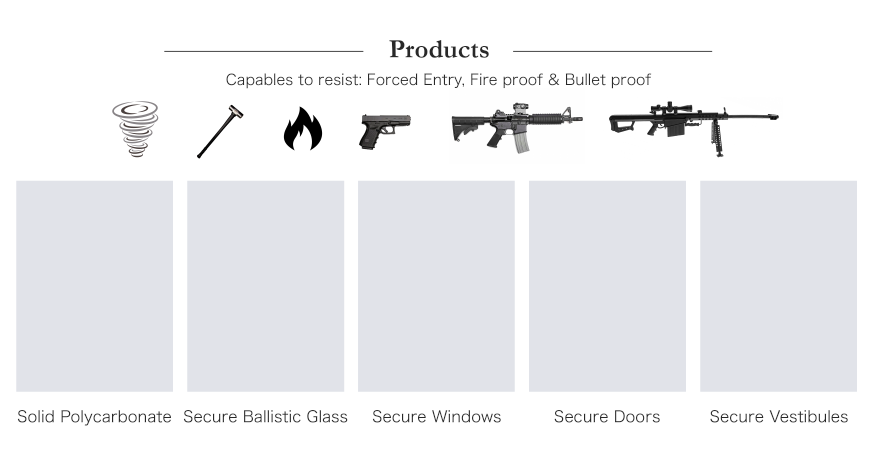 Products
Capables to resist: Forced Entry, Fire proof & Bullet proof
Solid Polycarbonate
Secure Ballistic Glass
Secure Windows
Secure Doors
Secure Vestibules